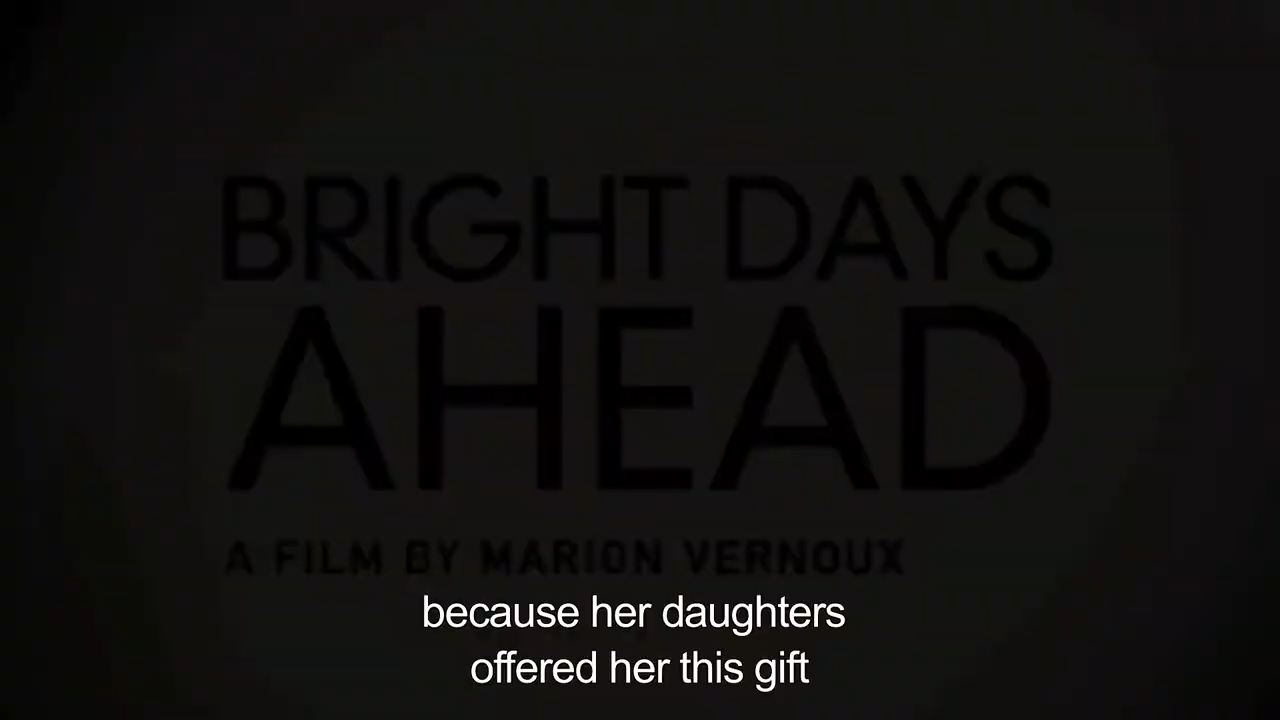 BRIGHT DAYS
AHEAD
A FILM BY MARION VERNOUX
because her daughters
offered her this gift